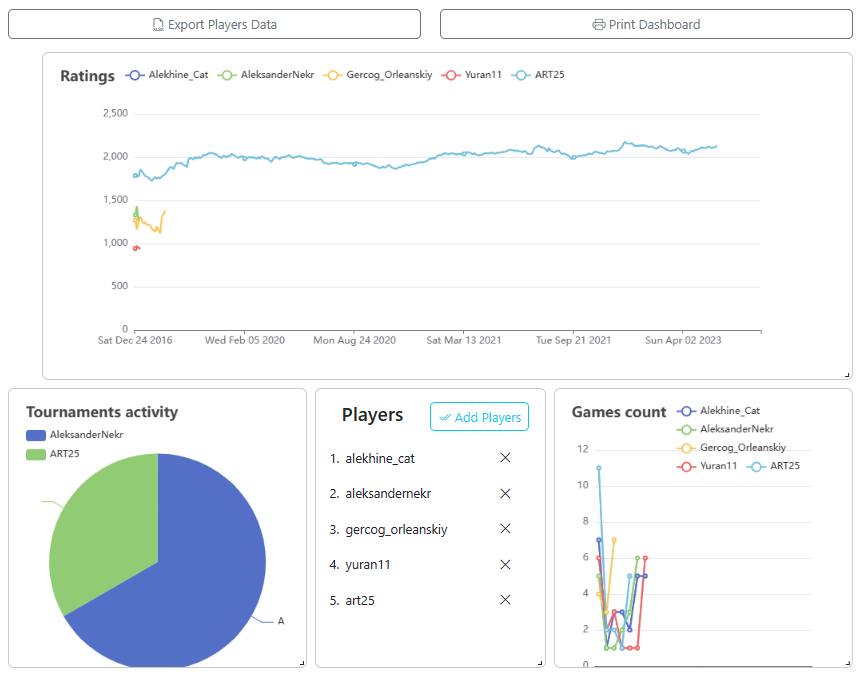 Export Players Data
Print Dashboard
Ratings
Alekhine_Cat AleksanderNekr Gercog_Orleanskiy Yuran11 ART25
2,500
2,000
1,500
1,000
500
0
Sat Dec 24 2016 Wed Feb 05 2020 Mon Aug 24 2020 Sat Mar 13 2021 Tue Sep 21 2021 Sun Apr 02 2023
Tournaments activity
AleksanderNekr
ART25
A
Players
Add Players
1. alekhine_cat
2. aleksandernekr
3. gercog_orleanskiy
4. yuran11
5. art25
Games count
Alekhine_Cat
AleksanderNekr
Gercog_Orleanskiy
Yuran11 ART25
12
10
8
6
4
2
0